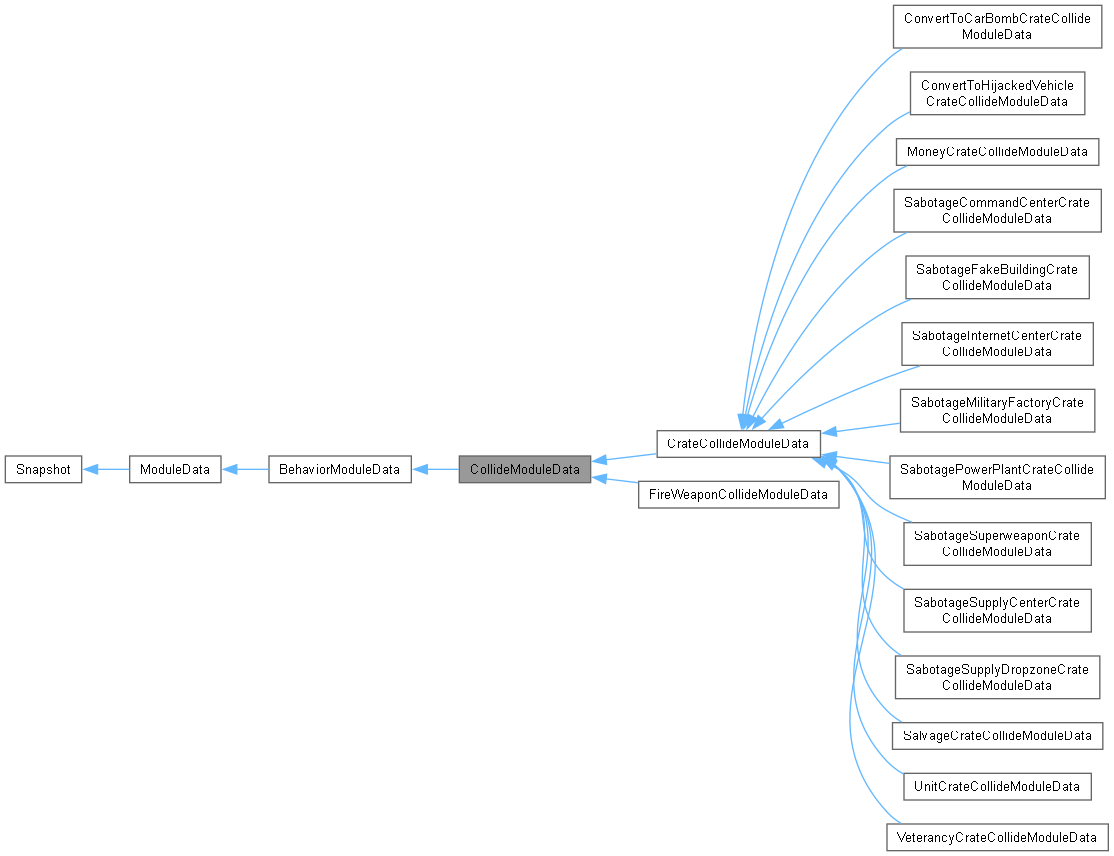 ConvertToCarBombCrateCollide
ModuleData
ConvertToHijackedVehicle
CrateCollideModuleData
MoneyCrateCollideModuleData
SabotageCommandCenterCrate
CollideModuleData
SabotageFakeBuildingCrate
CollideModuleData
SabotageInternetCenterCrate
CollideModuleData
SabotageMilitaryFactoryCrate
CollideModuleData
CrateCollideModuleData
Snapshot
ModuleData
BehaviorModuleData
CollideModuleData
SabotagePowerPlantCrateCollide
ModuleData
FireWeaponCollideModuleData
SabotageSuperweaponCrate
CollideModuleData
SabotageSupplyCenterCrate
CollideModuleData
SabotageSupplyDropzoneCrate
CollideModuleData
SalvageCrateCollideModuleData
UnitCrateCollideModuleData
VeterancyCrateCollideModuleData